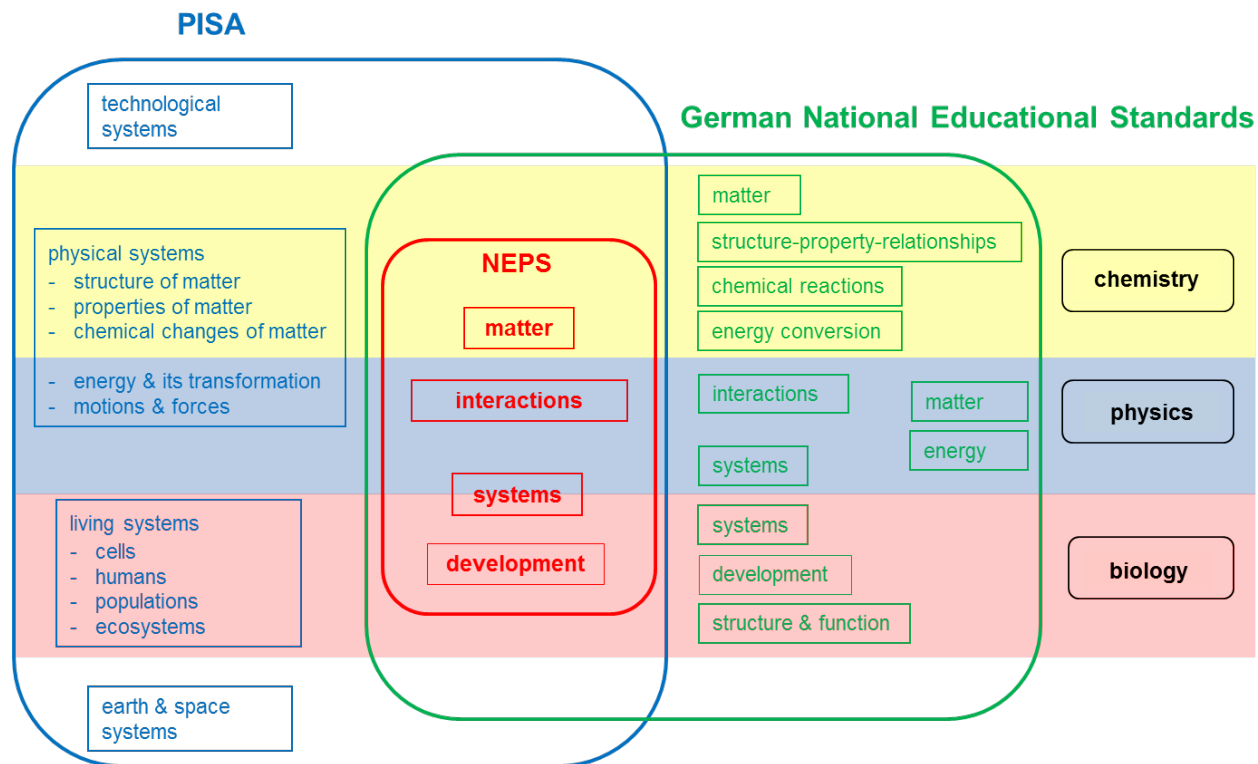 PISA
technological
systems
German National Educational Standards
physical systems
- structure of matter
- properties of matter
- chemical changes of matter
- energy & its transformation
- motions & forces
living systems
- cells
- humans
- populations
- ecosystems
earth & space
systems
NEPS
matter
interactions
systems
development
matter
structure-property-relationships
chemical reactions
energy conversion
interactions
matter
energy
systems
systems
development
structure & function
chemistry
physics
biology